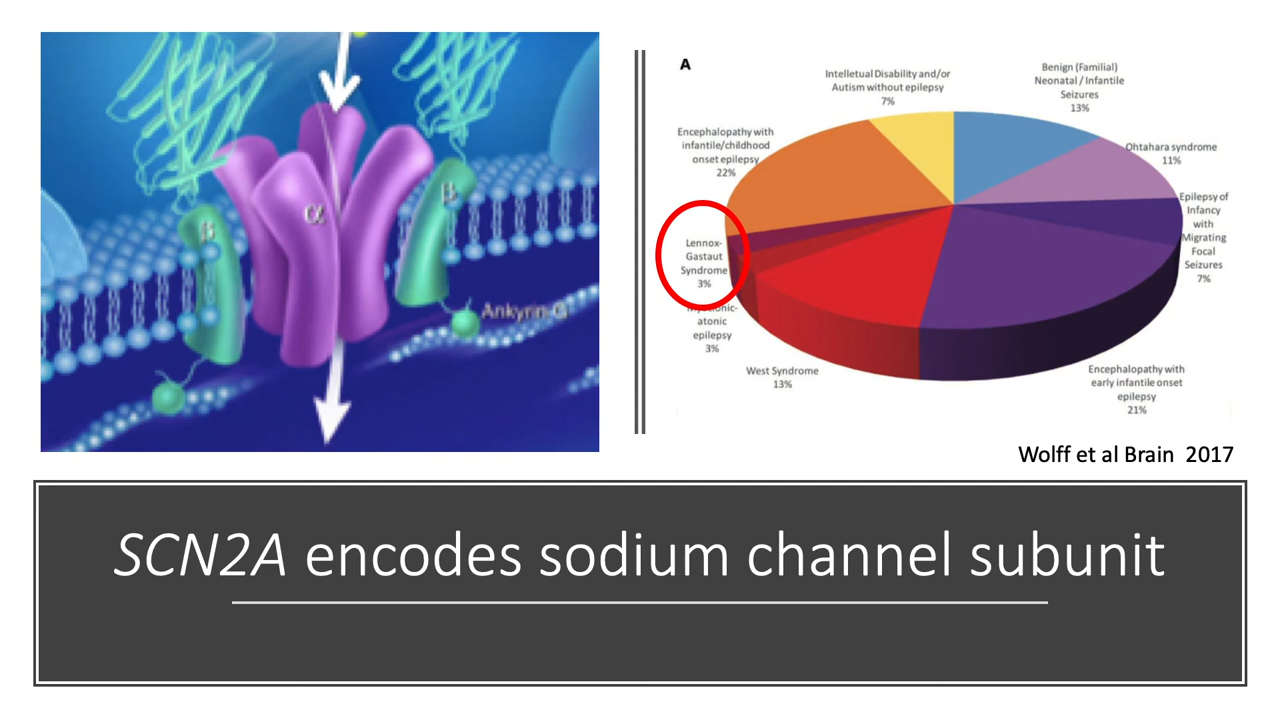 α
β
β
Ankyrin-G
A
Intelletual Disability and/or
Autism without epilepsy
7%
Benign (Familial)
Neonatal / Infantile
Seizures
13%
Encephalopathy with
infantile/childhood
onset epilepsy
22%
Ohtahara syndrome
11%
Epilepsy of
Infancy
with
Migrating
Focal
Seizures
7%
Lennox-
Gastaut
Syndrome
3%
atonic
epilepsy
3%
West Syndrome
13%
Encephalopathy with
early infantile onset
epilepsy
21%
Wolff et al Brain 2017
SCN2A encodes sodium channel subunit